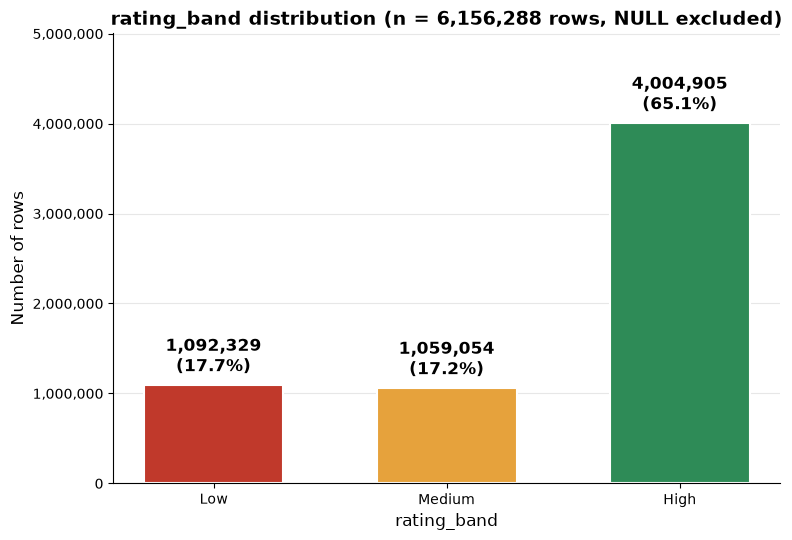 rating_band distribution (n = 6,156,288 rows, NULL excluded)
Number of rows
5,000,000
4,000,000
3,000,000
2,000,000
1,000,000
0
1,092,329
(17.7%)
1,059,054
(17.2%)
4,004,905
(65.1%)
Low
Medium
High
rating_band